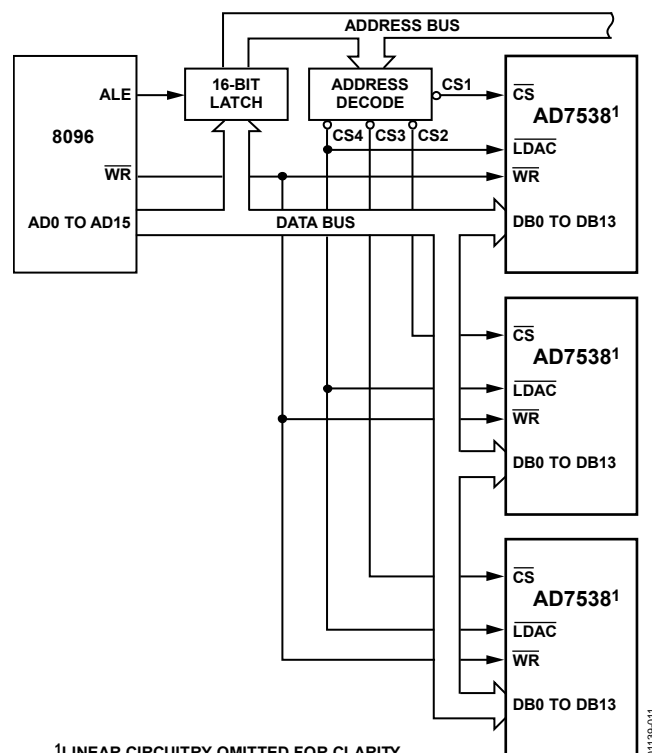 ADDRESS BUS
ALE
16-BIT
LATCH
ADDRESS
DECODE
CS1
CS
AD7538¹
8096
CS4
CS3
CS2
LDAC
WR
WR
AD0 TO AD15
DATA BUS
DB0 TO DB13
CS
AD7538¹
LDAC
WR
DB0 TO DB13
CS
AD7538¹
LDAC
WR
DB0 TO DB13
¹LINEAR CIRCUITRY OMITTED FOR CLARITY